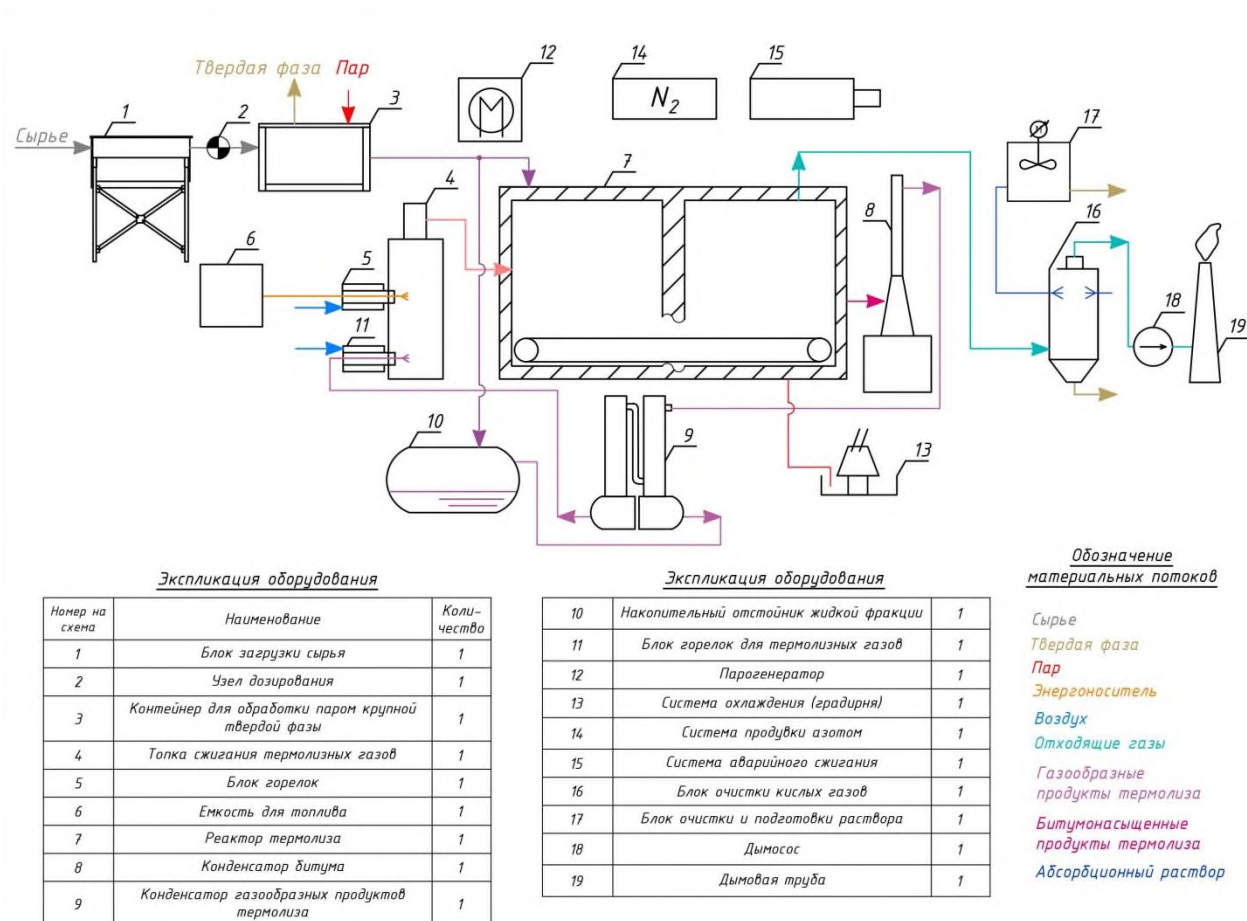 Твердая фаза
Пар
Сырье
1
2
3
12
14
N₂
15
17
М
4
7
8
16
6
5
11
18
19
10
9
13
Экспликация оборудования
Номер на схема
Наименование
Коли-чество
1
Блок загрузки сырья
1
2
Узел дозирования
1
3
Контейнер для обработки паром крупной
твердой фазы
1
4
Топка сжигания термолизных газов
1
5
Блок горелок
1
6
Емкость для топлива
1
7
Реактор термолиза
1
8
Конденсатор битума
1
9
Конденсатор газообразных продуктов
термолиза
1
Экспликация оборудования
10
Накопительный отстойник жидкой фракции
1
11
Блок горелок для термолизных газов
1
12
Парогенератор
1
13
Система охлаждения (градирня)
1
14
Система продувки азотом
1
15
Система аварийного сжигания
1
16
Блок очистки кислых газов
1
17
Блок очистки и подготовки раствора
1
18
Дымосос
1
19
Дымовая труба
1
Обозначение
материальных потоков
Сырье
Твердая фаза
Пар
Энергоноситель
Воздух
Отходящие газы
Газообразные
продукты термолиза
Битумонасыщенные
продукты термолиза
Абсорбционный раствор